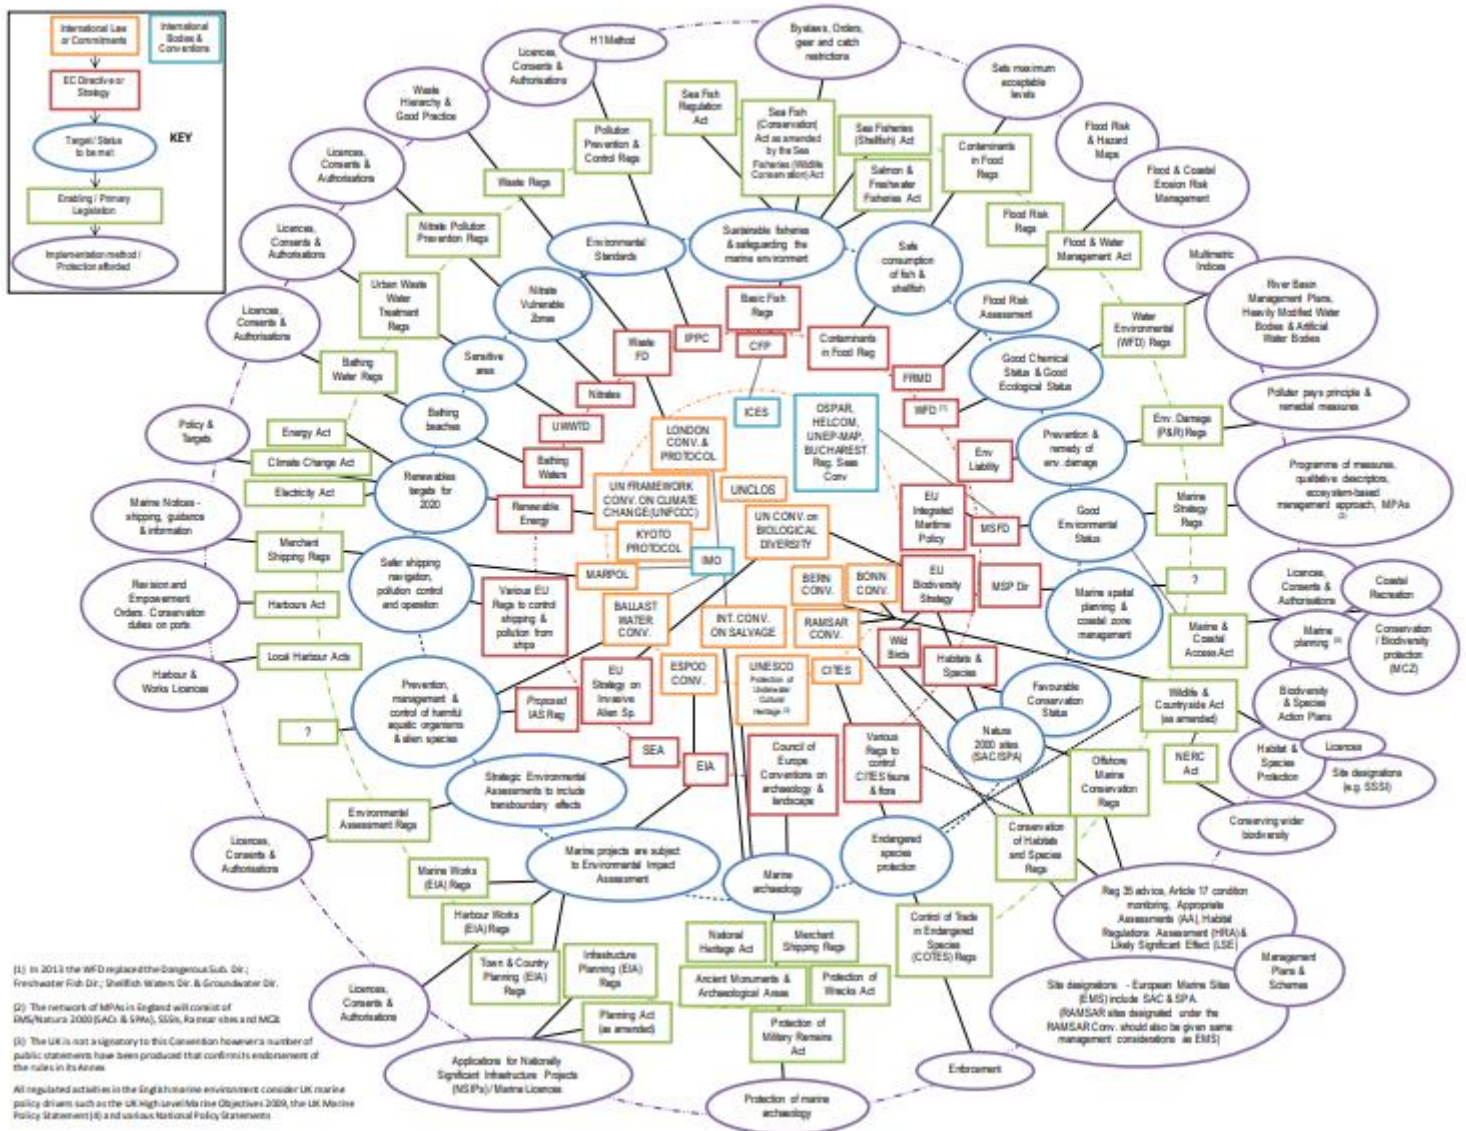 International Law
or Commitments
International
Bodies &
Conventions
EC Directive or
Strategy
KEY
Target / Status
to be met
Enabling / Primary
Legislation
Implementation method /
Protection afforded
Licences,
Consents &
Authorisations
H1 Method
Byelaws, Orders,
gear and catch
restrictions
Sets maximum
acceptable
levels
Waste
Hierarchy &
Good Practice
Flood Risk
& Hazard
Maps
Licences,
Consents &
Authorisations
Flood & Coastal
Erosion Risk
Management
Licences,
Consents &
Authorisations
Multimetric
Indices
River Basin
Management Plans,
Heavily Modified Water
Bodies & Artificial
Water Bodies
Licences,
Consents &
Authorisations
Polluter pays principle &
remedial measures
Policy &
Targets
Programme of measures,
qualitative descriptors,
ecosystem-based
management approach, MPAs
(2)
Marine Notices -
shipping, guidance
& information
Revision and
Empowerment
Orders. Conservation
duties on ports
Harbour &
Works Licences
Licences,
Consents &
Authorisations
Coastal
Recreation
Marine
planning
Conservation
/ Biodiversity
protection
(MCZ)
Biodiversity
& Species
Action Plans
Habitat &
Species
Protection
Licences
Site designations
(e.g. SSSI)
Conserving wider
biodiversity
Sea Fish
Regulation
Act
Sea Fish
(Conservation)
Act as amended
by the Sea
Fisheries (Wildlife
Conservation) Act
Sea Fisheries
(Shellfish) Act
Salmon &
Freshwater
Fisheries Act
Contaminants
in Food
Regs
Pollution
Prevention &
Control Regs
Waste Regs
Nitrate Pollution
Prevention Regs
Flood Risk
Regs
Flood & Water
Management Act
Urban Waste
Water
Treatment
Regs
Bathing
Water Regs
Water
Environmental
(WFD) Regs
Env. Damage
(P&R) Regs
Energy Act
Climate Change Act
Electricity Act
Merchant
Shipping Regs
Harbours Act
Local Harbour Acts
?
Marine
Strategy
Regs
?
Marine &
Coastal
Access Act
Wildlife &
Countryside Act
(as amended)
NERC
Act
Offshore
Marine
Conservation
Regs
Conservation
of Habitats
and Species
Regs
Environmental
Standards
Sustainable fisheries
& safeguarding the
marine environment
Safe
consumption
of fish &
shellfish
Nitrate
Vulnerable
Zones
Flood Risk
Assessment
Sensitive
area
Good Chemical
Status & Good
Ecological Status
Bathing
beaches
Prevention &
remedy of
env. damage
Renewables
targets for
2020
Good
Environmental
Status
Safer shipping
navigation,
pollution control
and operation
Marine spatial
planning &
coastal zone
management
Prevention,
management &
control of harmful
aquatic organisms
& alien species
Favourable
Conservation
Status
Nature
2000 sites
(SAC/SPA)
Basic Fish
Regs
IPPC
CFP
Waste
FD
Contaminants
in Food Reg
FRMD
Nitrates
WFD (1)
UWWTD
Bathing
Waters
Env
Liability
Renewable
Energy
EU
Integrated
Maritime
Policy
MSFD
EU
Biodiversity
Strategy
MSP Dir
Various EU
Regs to control
shipping &
pollution from
ships
Wild
Birds
Habitats &
Species
ICES
OSPAR,
HELCOM,
UNEP-MAP,
BUCHAREST
Reg. Seas
Conv
LONDON
CONV. &
PROTOCOL
UN FRAMEWORK
CONV. ON CLIMATE
CHANGE (UNFCCC)
UNCLOS
KYOTO
PROTOCOL
UN CONV. on
BIOLOGICAL
DIVERSITY
IMO
MARPOL
BERN
CONV.
BONN
CONV.
BALLAST
WATER
CONV.
INT. CONV.
ON SALVAGE
RAMSAR
CONV.
ESPOO
CONV.
UNESCO
Protection of
Underwater
Cultural
Heritage (3)
CITES
EU
Strategy on
Invasive
Alien Sp.
Proposed
IAS Reg
SEA
EIA
Council of
Europe
Conventions on
archaeology &
landscape
Various
Regs to
control
CITES fauna
& flora
Strategic Environmental
Assessments to include
transboundary effects
Marine projects are subject
to Environmental Impact
Assessment
Marine
archaeology
Endangered
species
protection
Environmental
Assessment Regs
Licences,
Consents &
Authorisations
Marine Works
(EIA) Regs
Harbour Works
(EIA) Regs
Town & Country
Planning (EIA)
Regs
Infrastructure
Planning (EIA)
Regs
Planning Act
(as amended)
National
Heritage Act
Merchant
Shipping Regs
Ancient Monuments &
Archaeological Areas
Protection of
Wrecks Act
Protection of
Military Remains
Act
Control of Trade
in Endangered
Species
(COTES) Regs
Reg 35 advice, Article 17 condition
monitoring, Appropriate
Assessments (AA), Habitat
Regulations Assessment (HRA) &
Likely Significant Effect (LSE)
Management
Plans &
Schemes
Site designations - European Marine Sites
(EMS) include SAC & SPA.
(RAMSAR sites designated under the
RAMSAR Conv. should also be given same
management considerations as EMS)
Enforcement
Protection of marine
archaeology
Licences,
Consents &
Authorisations
Applications for Nationally
Significant Infrastructure Projects
(NSIPs) / Marine Licences
(1) In 2013 the WFD replaced the Dangerous Sub. Dir.;
Freshwater Fish Dir.; Shellfish Waters Dir. & Groundwater Dir.
(2) The network of MPAs in England will consist of
EMS/Natura 2000 (SACs & SPAs), SSSIs, Ramsar sites and MCZs
(3) The UK is not a signatory to this Convention however a number of
public statements have been produced that confirm its endorsement of
the rules in its Annex
All regulated activities in the English marine environment consider UK marine
policy drivers such as the UK High Level Marine Objectives 2009, the UK Marine
Policy Statement (4) and various National Policy Statements